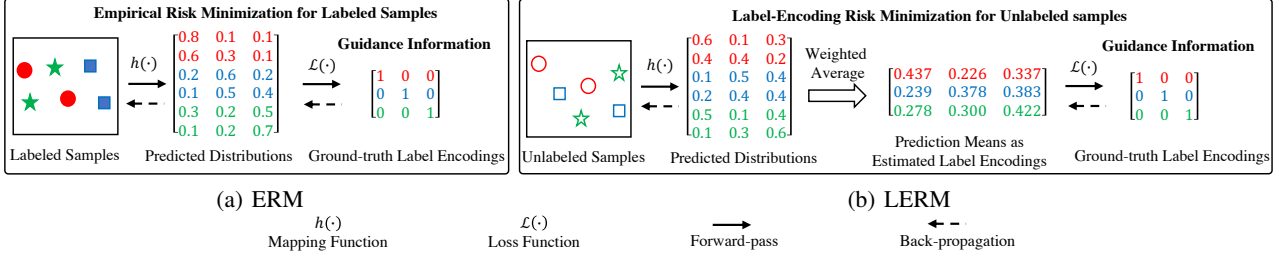 Empirical Risk Minimization for Labeled Samples
h(·)
0.8 0.1 0.1
0.6 0.3 0.1
0.2 0.6 0.2
0.1 0.5 0.4
0.3 0.2 0.5
0.1 0.2 0.7
ℒ(·)
Guidance Information
1 0 0
0 1 0
0 0 1
Labeled Samples
Predicted Distributions
Ground-truth Label Encodings
(a) ERM
Label-Encoding Risk Minimization for Unlabeled samples
h(·)
0.6 0.1 0.3
0.4 0.4 0.2
0.1 0.5 0.4
0.2 0.4 0.4
0.5 0.1 0.4
0.1 0.3 0.6
Weighted
Average
0.437 0.226 0.337
0.239 0.378 0.383
0.278 0.300 0.422
ℒ(·)
Guidance Information
1 0 0
0 1 0
0 0 1
Unlabeled Samples
Predicted Distributions
Prediction Means as
Estimated Label Encodings
Ground-truth Label Encodings
(b) LERM
h(·)
Mapping Function
ℒ(·)
Loss Function
Forward-pass
Back-propagation